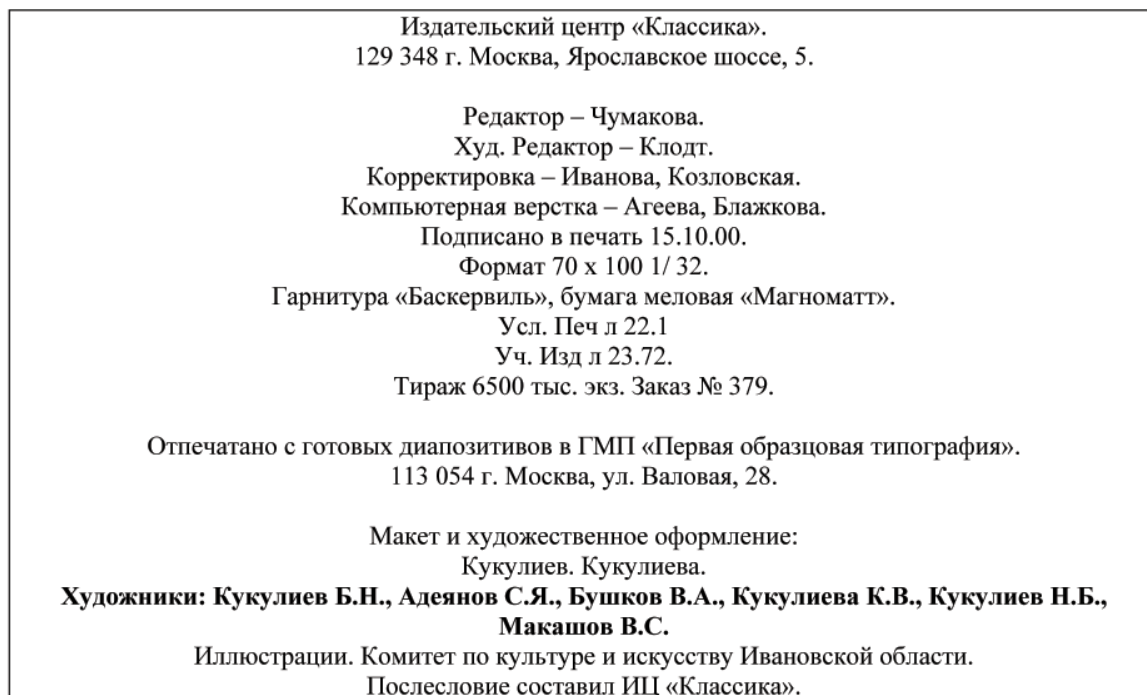 Издательский центр «Классика».
129 348 г. Москва, Ярославское шоссе, 5.
Редактор – Чумакова.
Худ. Редактор – Клодт.
Корректировка – Иванова, Козловская.
Компьютерная верстка – Агеева, Блажкова.
Подписано в печать 15.10.00.
Формат 70 x 100 1/ 32.
Гарнитура «Баскервиль», бумага меловая «Магноматт».
Усл. Печ л 22.1
Уч. Изд л 23.72.
Тираж 6500 тыс. экз. Заказ № 379.
Отпечатано с готовых диапозитивов в ГМП «Первая образцовая типография».
113 054 г. Москва, ул. Валовая, 28.
Макет и художественное оформление:
Кукулиев. Кукулиева.
Художники: Кукулиев Б.Н., Адеянов С.Я., Бушков В.А., Кукулиева К.В., Кукулиев Н.Б.,
Макашов В.С.
Иллюстрации. Комитет по культуре и искусству Ивановской области.
Послесловие составил ИЦ «Классика».